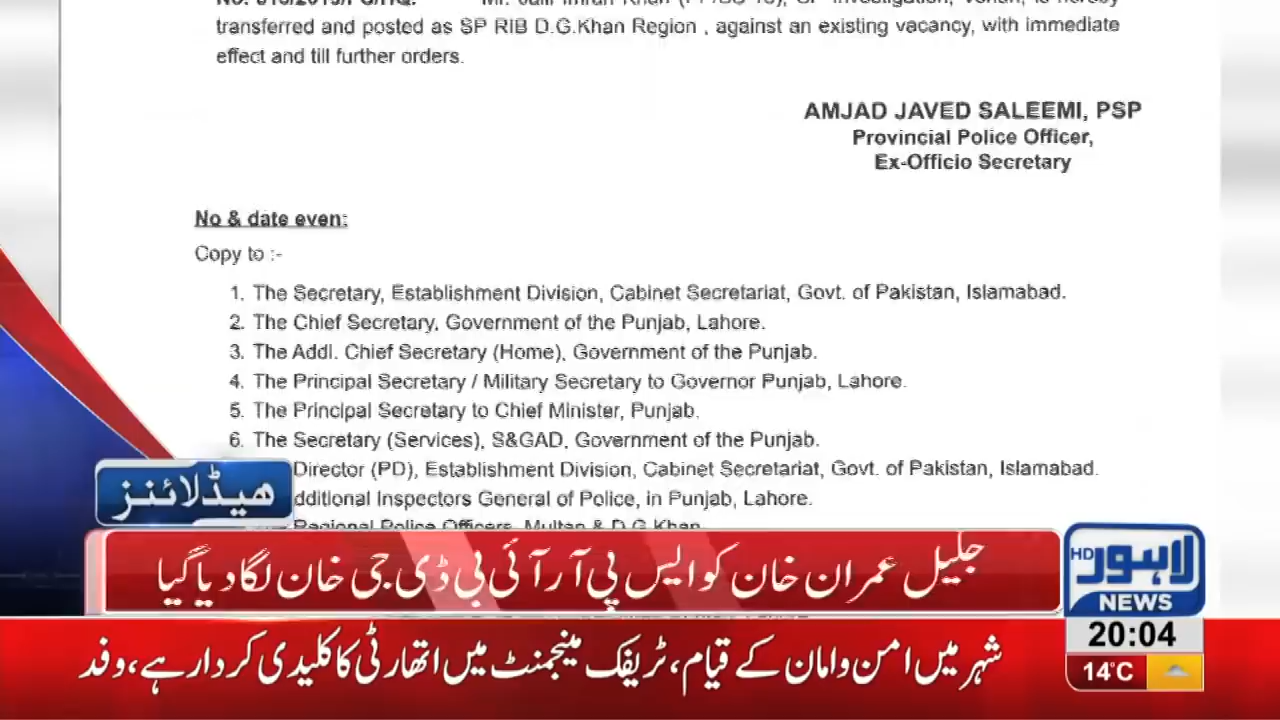 transferred and posted as SP RIB D.G.Khan Region , against an existing vacancy, with immediate
effect and till further orders.
AMJAD JAVED SALEEMI, PSP
Provincial Police Officer,
Ex-Officio Secretary
No & date even:
Copy to :-
1. The Secretary, Establishment Division, Cabinet Secretariat, Govt. of Pakistan, Islamabad.
2. The Chief Secretary, Government of the Punjab, Lahore.
3. The Addl. Chief Secretary (Home), Government of the Punjab.
4. The Principal Secretary / Military Secretary to Governor Punjab, Lahore.
5. The Principal Secretary to Chief Minister, Punjab.
6. The Secretary (Services), S&GAD, Government of the Punjab.
Director (PD), Establishment Division, Cabinet Secretariat, Govt. of Pakistan, Islamabad.
dditional Inspectors General of Police, in Punjab, Lahore.
Regional Police Officers, Multan & D.G.Khan
ہیڈلائنز
جلیل عمران خان کو ایس پی آر آئی بی ڈی جی خان لگا دیا گیا
لاہور HD
NEWS
20:04
14°C
شہر میں امن و امان کے قیام، ٹریفک مینجمنٹ میں اتھارٹی کا کلیدی کردار ہے، وفد